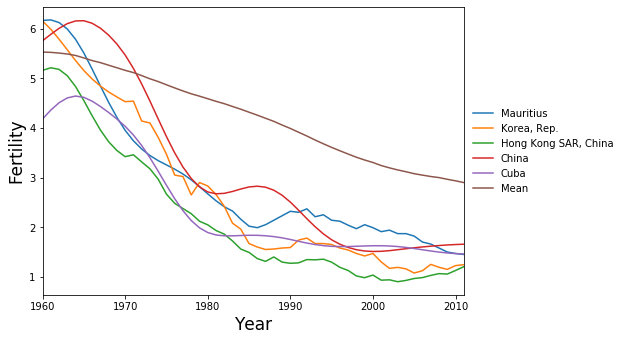 6
5
4
3
2
1
Fertility
1960
1970
1980
1990
2000
2010
Year
Mauritius
Korea, Rep.
Hong Kong SAR, China
China
Cuba
Mean